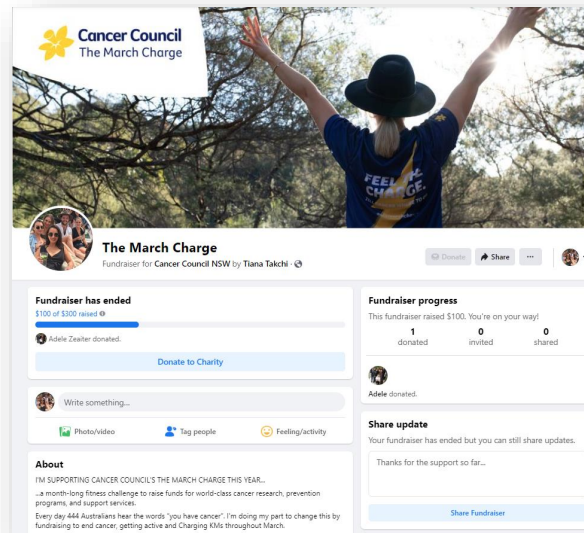 Cancer Council
The March Charge
FEEL THE
CHARGE.
The March Charge
Fundraiser for Cancer Council NSW by Tiana Takchi ·
Donate
Share
...
Fundraiser has ended
$100 of $300 raised
Adele Zeaiter donated.
Donate to Charity
Write something...
Photo/video
Tag people
Feeling/activity
About
I'M SUPPORTING CANCER COUNCIL'S THE MARCH CHARGE THIS YEAR...
...a month-long fitness challenge to raise funds for world-class cancer research, prevention
programs, and support services.
Every day 444 Australians hear the words "you have cancer". I'm doing my part to change this by
fundraising to end cancer, getting active and Charging KMs throughout March.
Fundraiser progress
This fundraiser raised $100. You're on your way!
1 0 0
donated invited shared
Adele donated.
Share update
Your fundraiser has ended but you can still share updates.
Thanks for the support so far...
Share Fundraiser